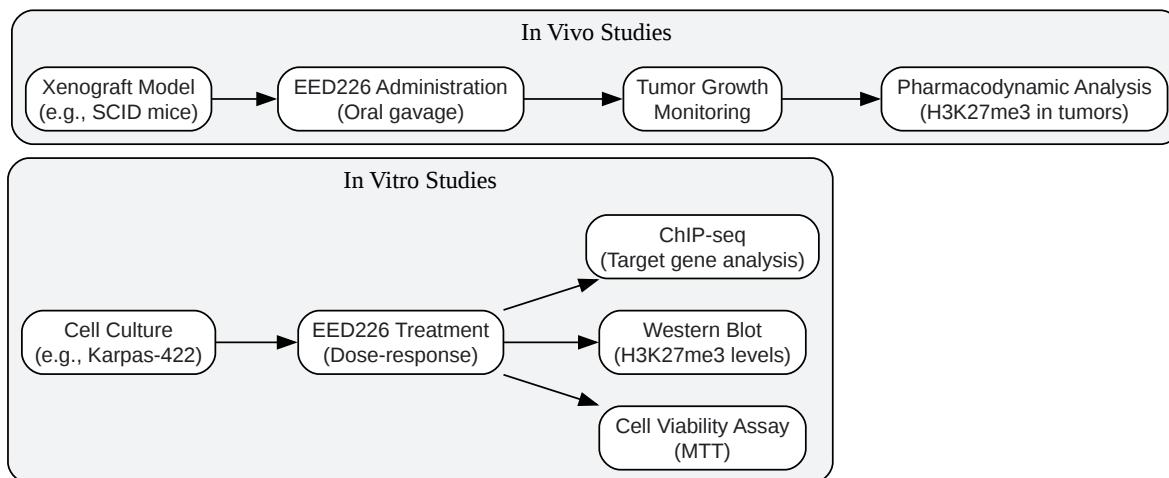 In Vivo Studies
Xenograft Model
(e.g., SCID mice)
EED226 Administration
(Oral gavage)
Tumor Growth
Monitoring
Pharmacodynamic Analysis
(H3K27me3 in tumors)
In Vitro Studies
Cell Culture
(e.g., Karpas-422)
EED226 Treatment
(Dose-response)
ChIP-seq
(Target gene analysis)
Western Blot
(H3K27me3 levels)
Cell Viability Assay
(MTT)